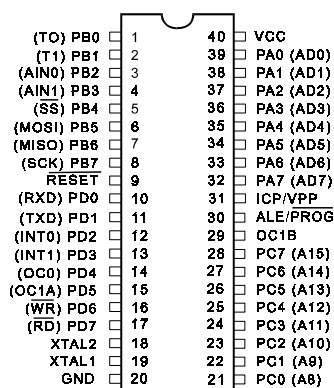 (TO) PB0 1 40 VCC
(T1) PB1 2 39 PA0 (AD0)
(AIN0) PB2 3 38 PA1 (AD1)
(AIN1) PB3 4 37 PA2 (AD2)
(SS) PB4 5 36 PA3 (AD3)
(MOSI) PB5 6 35 PA4 (AD4)
(MISO) PB6 7 34 PA5 (AD5)
(SCK) PB7 8 33 PA6 (AD6)
RESET 9 32 PA7 (AD7)
(RXD) PD0 10 31 ICP/VPP
(TXD) PD1 11 30 ALE/PROG
(INT0) PD2 12 29 OC1B
(INT1) PD3 13 28 PC7 (A15)
(OC0) PD4 14 27 PC6 (A14)
(OC1A) PD5 15 26 PC5 (A13)
(WR) PD6 16 25 PC4 (A12)
(RD) PD7 17 24 PC3 (A11)
XTAL2 18 23 PC2 (A10)
XTAL1 19 22 PC1 (A9)
GND 20 21 PC0 (A8)